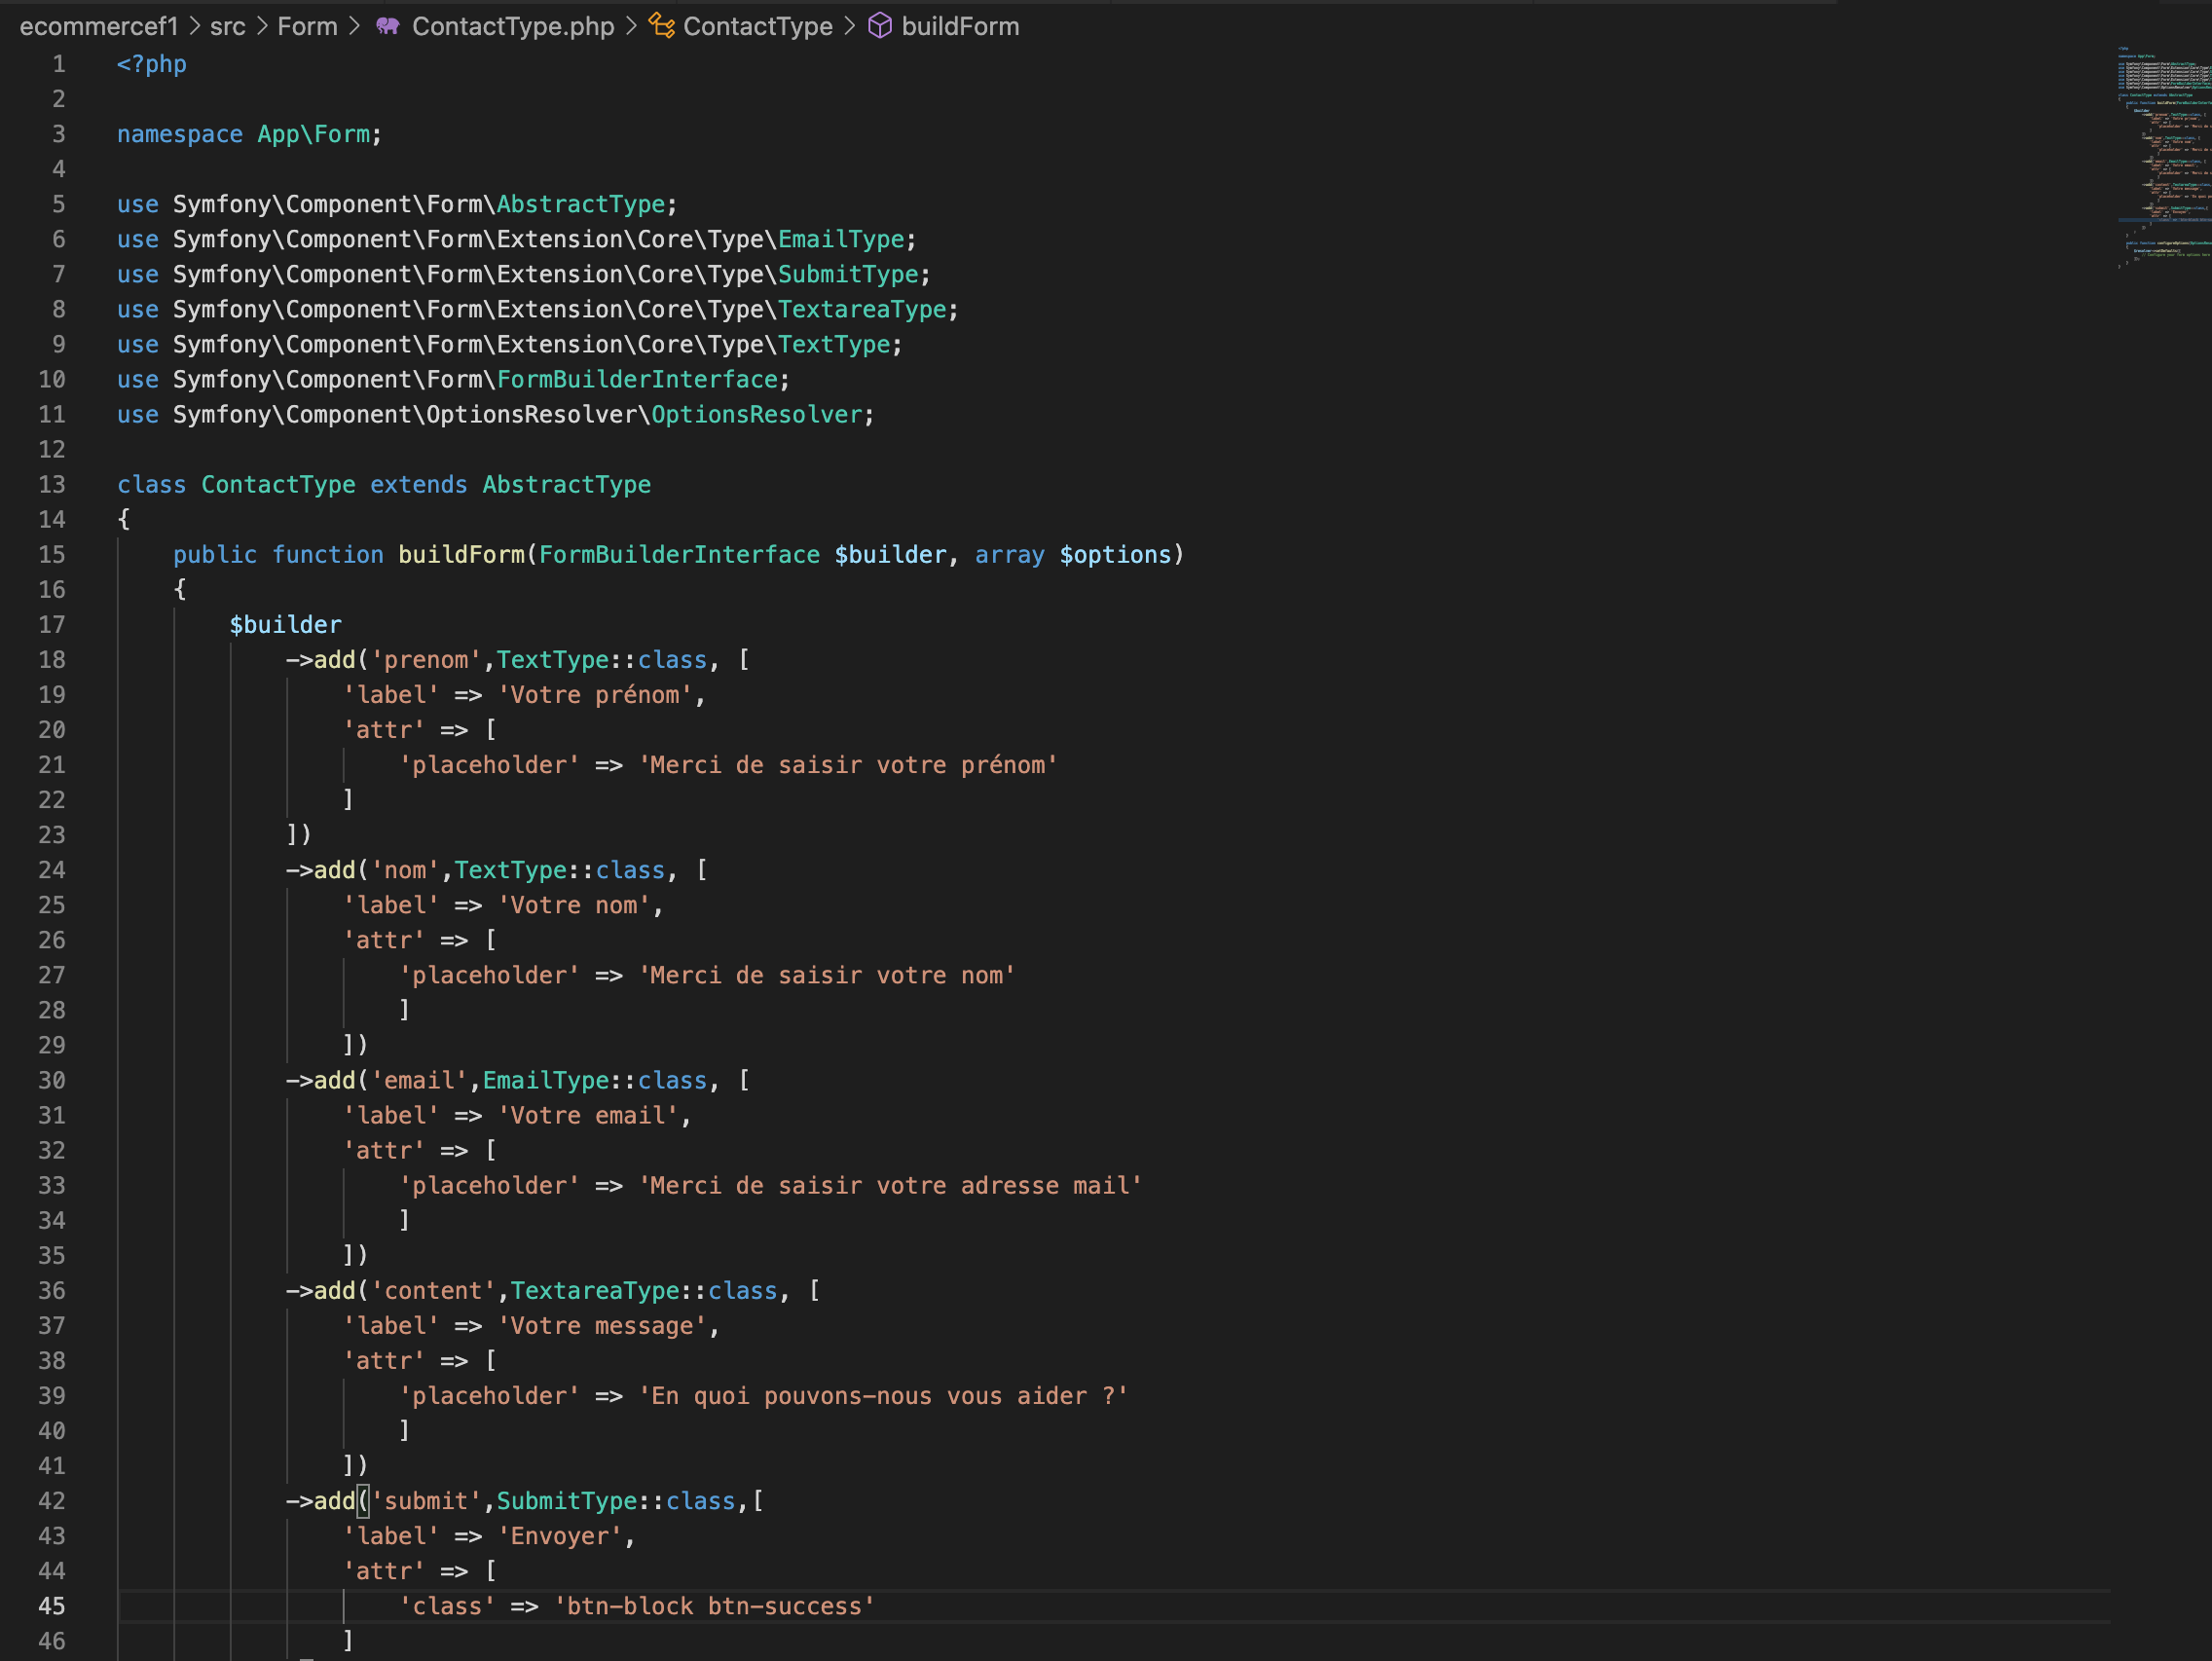 ecommercef1 > src > Form > ContactType.php > ContactType > buildForm
1 <?php
2
3 namespace App\Form;
4
5 use Symfony\Component\Form\AbstractType;
6 use Symfony\Component\Form\Extension\Core\Type\EmailType;
7 use Symfony\Component\Form\Extension\Core\Type\SubmitType;
8 use Symfony\Component\Form\Extension\Core\Type\TextareaType;
9 use Symfony\Component\Form\Extension\Core\Type\TextType;
10 use Symfony\Component\Form\FormBuilderInterface;
11 use Symfony\Component\OptionsResolver\OptionsResolver;
12
13 class ContactType extends AbstractType
14 {
15     public function buildForm(FormBuilderInterface $builder, array $options)
16     {
17         $builder
18             ->add('prenom',TextType::class, [
19                 'label' => 'Votre prénom',
20                 'attr' => [
21                     'placeholder' => 'Merci de saisir votre prénom'
22                 ]
23             ])
24             ->add('nom',TextType::class, [
25                 'label' => 'Votre nom',
26                 'attr' => [
27                     'placeholder' => 'Merci de saisir votre nom'
28                     ]
29                 ])
30             ->add('email',EmailType::class, [
31                 'label' => 'Votre email',
32                 'attr' => [
33                     'placeholder' => 'Merci de saisir votre adresse mail'
34                     ]
35                 ])
36             ->add('content',TextareaType::class, [
37                 'label' => 'Votre message',
38                 'attr' => [
39                     'placeholder' => 'En quoi pouvons-nous vous aider ?'
40                     ]
41                 ])
42             ->add('submit',SubmitType::class,[
43                 'label' => 'Envoyer',
44                 'attr' => [
45                     'class' => 'btn-block btn-success'
46                 ]